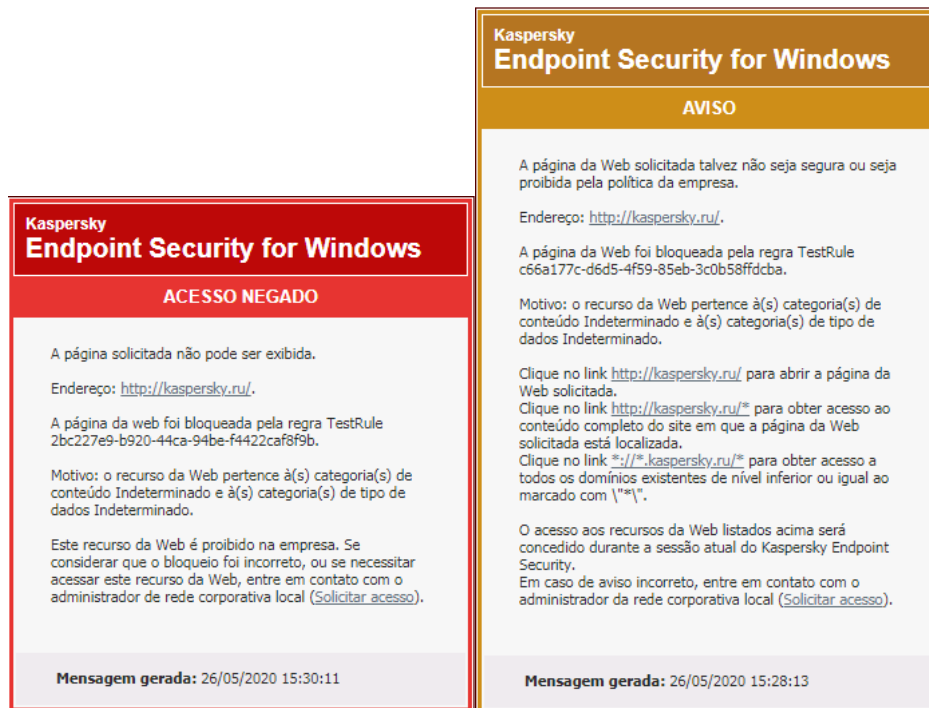 Kaspersky
Endpoint Security for Windows
ACESSO NEGADO
A página solicitada não pode ser exibida.
Endereço: http://kaspersky.ru/.
A página da web foi bloqueada pela regra TestRule
2bc227e9-b920-44ca-94be-f4422caf8f9b.
Motivo: o recurso da Web pertence à(s) categoria(s) de
conteúdo Indeterminado e à(s) categoria(s) de tipo de
dados Indeterminado.
Este recurso da Web é proibido na empresa. Se
considerar que o bloqueio foi incorreto, ou se necessitar
acessar este recurso da Web, entre em contato com o
administrador de rede corporativa local (Solicitar acesso).
Mensagem gerada: 26/05/2020 15:30:11
Kaspersky
Endpoint Security for Windows
AVISO
A página da Web solicitada talvez não seja segura ou seja
proibida pela política da empresa.
Endereço: http://kaspersky.ru/.
A página da Web foi bloqueada pela regra TestRule
c66a177c-d6d5-4f59-85eb-3c0b58ffdcba.
Motivo: o recurso da Web pertence à(s) categoria(s) de
conteúdo Indeterminado e à(s) categoria(s) de tipo de
dados Indeterminado.
Clique no link http://kaspersky.ru/ para abrir a página da
Web solicitada.
Clique no link http://kaspersky.ru/* para obter acesso ao
conteúdo completo do site em que a página da Web
solicitada está localizada.
Clique no link *://*.kaspersky.ru/* para obter acesso a
todos os domínios existentes de nível inferior ou igual ao
marcado com \"*\".
O acesso aos recursos da Web listados acima será
concedido durante a sessão atual do Kaspersky Endpoint
Security.
Em caso de aviso incorreto, entre em contato com o
administrador da rede corporativa local (Solicitar acesso).
Mensagem gerada: 26/05/2020 15:28:13